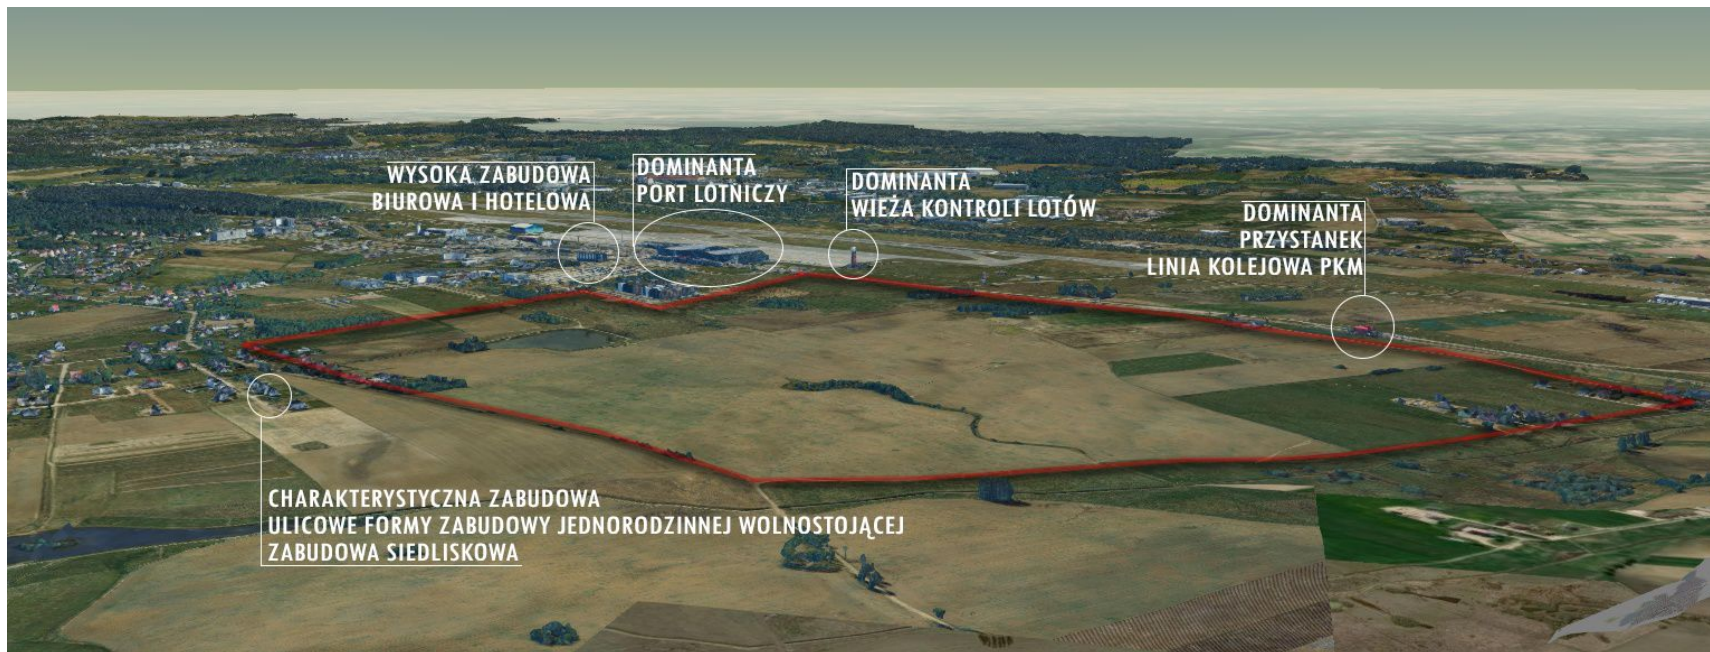 WYSOKA ZABUDOWA
BIUROWA I HOTELOWA
DOMINANTA
PORT LOTNICZY
DOMINANTA
WIEŻA KONTROLI LOTÓW
DOMINANTA
PRZYSTANEK
LINIA KOLEJOWA PKM
CHARAKTERYSTYCZNA ZABUDOWA
ULICOWE FORMY ZABUDOWY JEDNORODZINNEJ WOLNOSTOJĄCEJ
ZABUDOWA SIEDLISKOWA